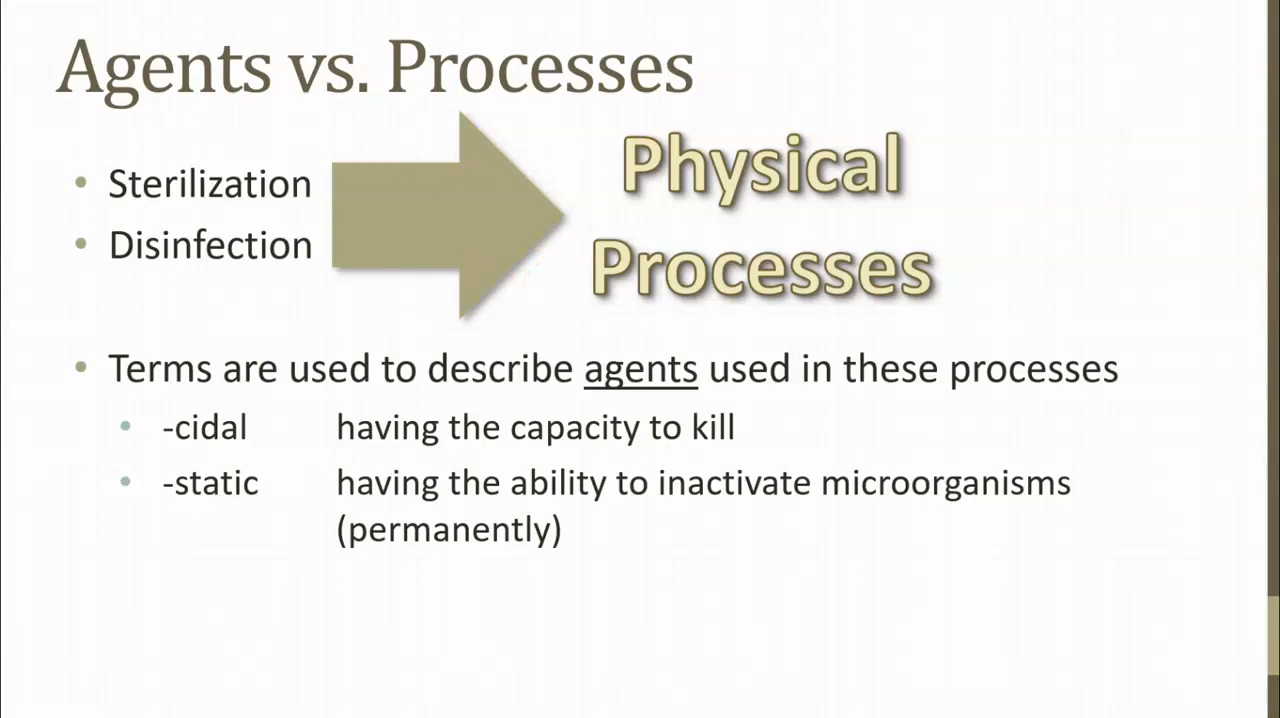 Agents vs. Processes
• Sterilization
• Disinfection
Physical
Processes
• Terms are used to describe agents used in these processes
• -cidal having the capacity to kill
• -static having the ability to inactivate microorganisms
(permanently)